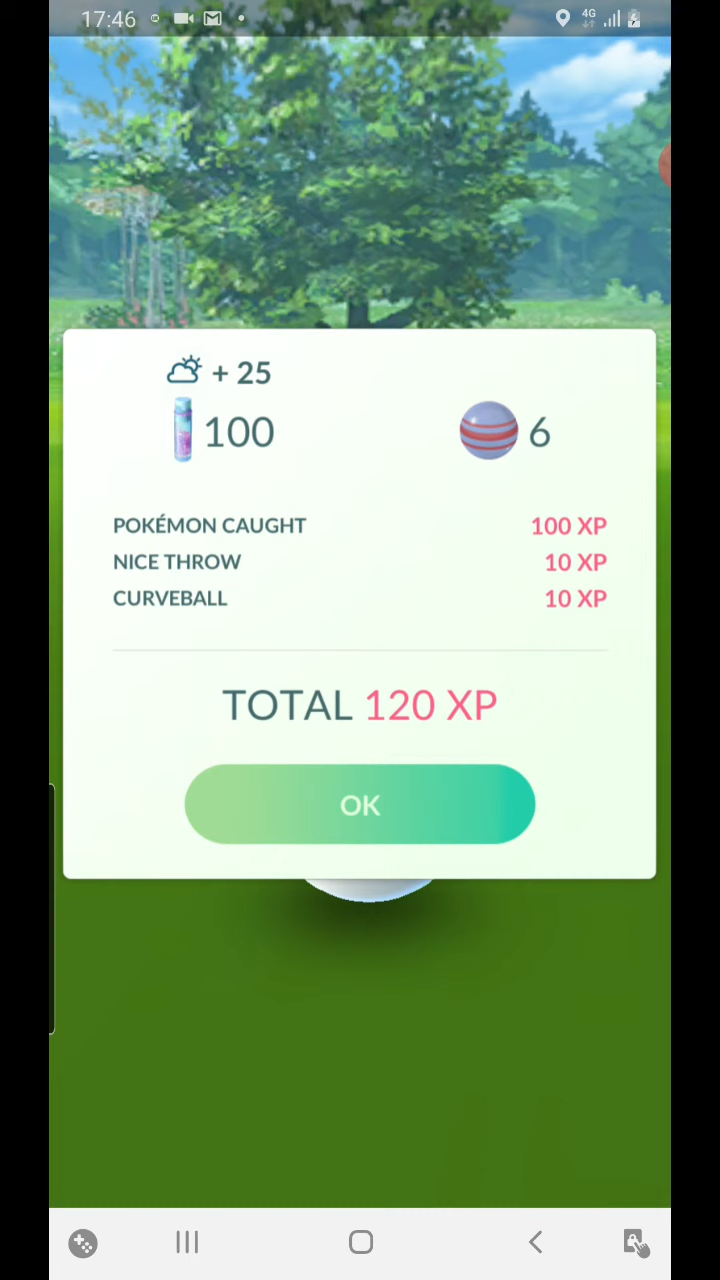 17:46
4G
+ 25
100
6
POKÉMON CAUGHT 100 XP
NICE THROW 10 XP
CURVEBALL 10 XP
TOTAL 120 XP
OK